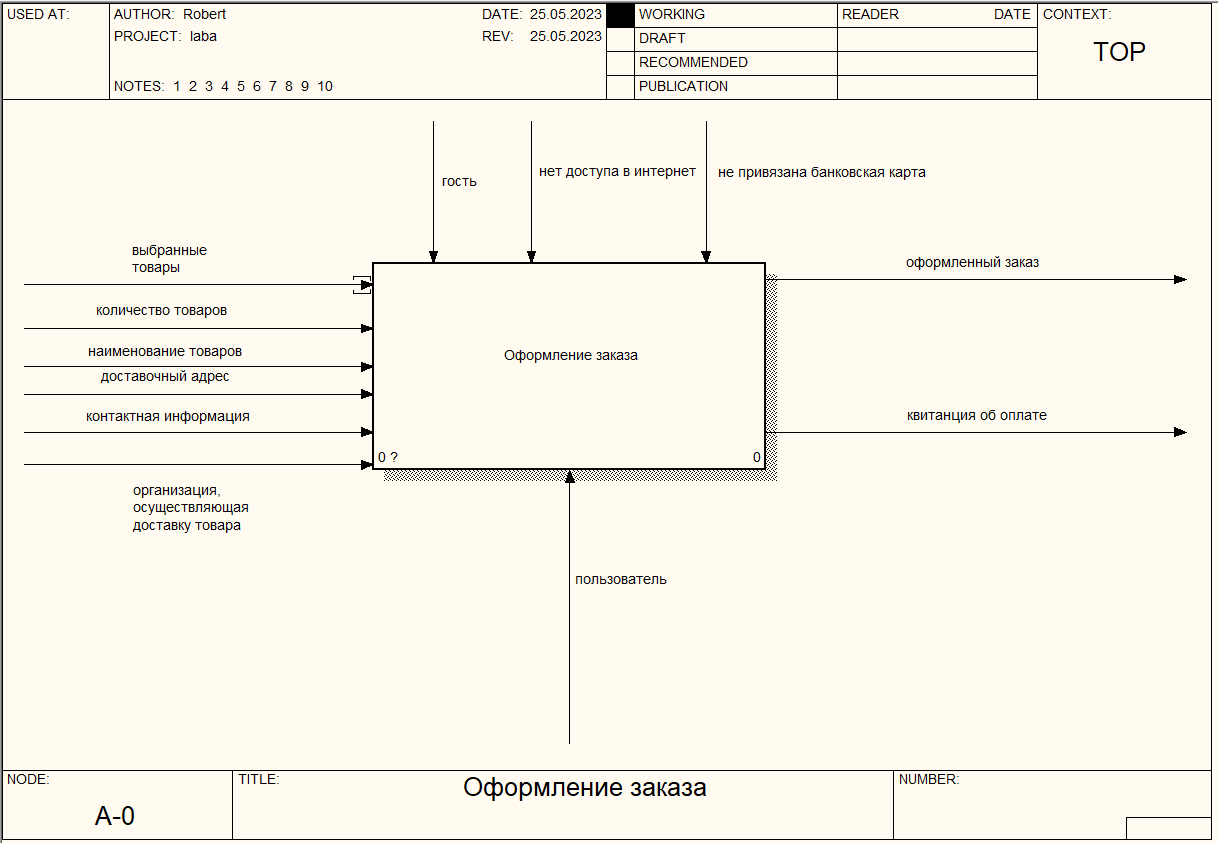 USED AT:
AUTHOR: Robert
DATE: 25.05.2023
PROJECT: laba
REV: 25.05.2023
NOTES: 1 2 3 4 5 6 7 8 9 10
WORKING
DRAFT
RECOMMENDED
PUBLICATION
READER DATE
CONTEXT:
TOP
гость
нет доступа в интернет
не привязана банковская карта
выбранные
товары
количество товаров
наименование товаров
доставочный адрес
контактная информация
организация,
осуществляющая
доставку товара
Оформление заказа
0 ?
0
оформленный заказ
квитанция об оплате
пользователь
NODE:
A-0
TITLE:
Оформление заказа
NUMBER: